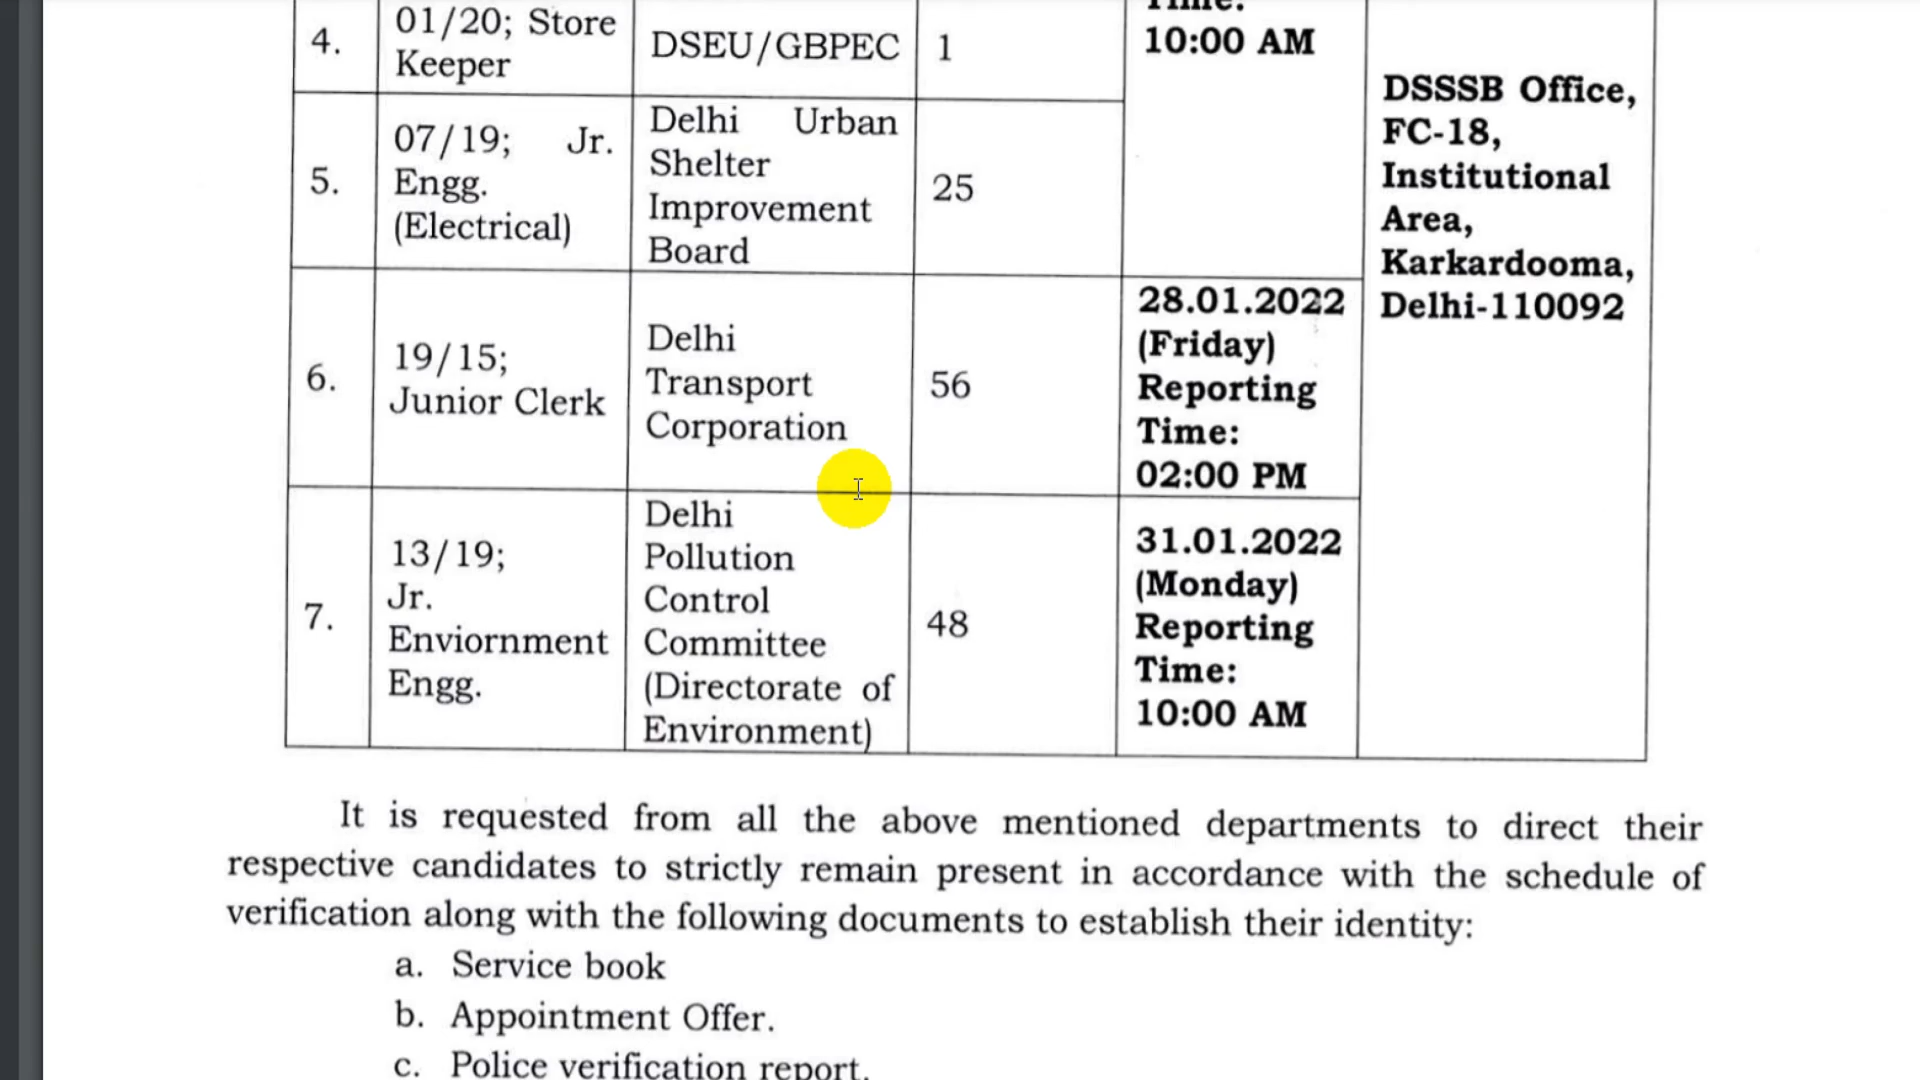 4.
01/20; Store
Keeper
DSEU/GBPEC
1
Time:
10:00 AM
DSSSB Office,
FC-18,
Institutional
Area,
Karkardooma,
Delhi-110092
5.
07/19; Jr.
Engg.
(Electrical)
Delhi Urban
Shelter
Improvement
Board
25
6.
19/15;
Junior Clerk
Delhi
Transport
Corporation
56
28.01.2022
(Friday)
Reporting
Time:
02:00 PM
7.
13/19;
Jr.
Enviornment
Engg.
Delhi
Pollution
Control
Committee
(Directorate of
Environment)
48
31.01.2022
(Monday)
Reporting
Time:
10:00 AM
It is requested from all the above mentioned departments to direct their
respective candidates to strictly remain present in accordance with the schedule of
verification along with the following documents to establish their identity:
a. Service book
b. Appointment Offer.
c. Police verification report.